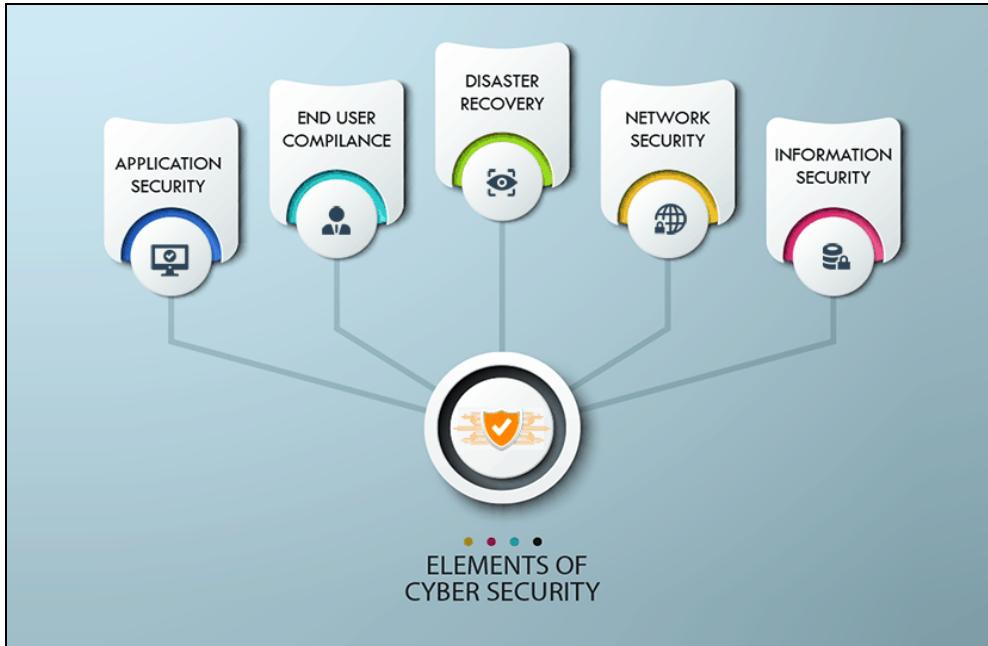 APPLICATION
SECURITY
END USER
COMPILANCE
DISASTER
RECOVERY
NETWORK
SECURITY
INFORMATION
SECURITY
ELEMENTS OF
CYBER SECURITY